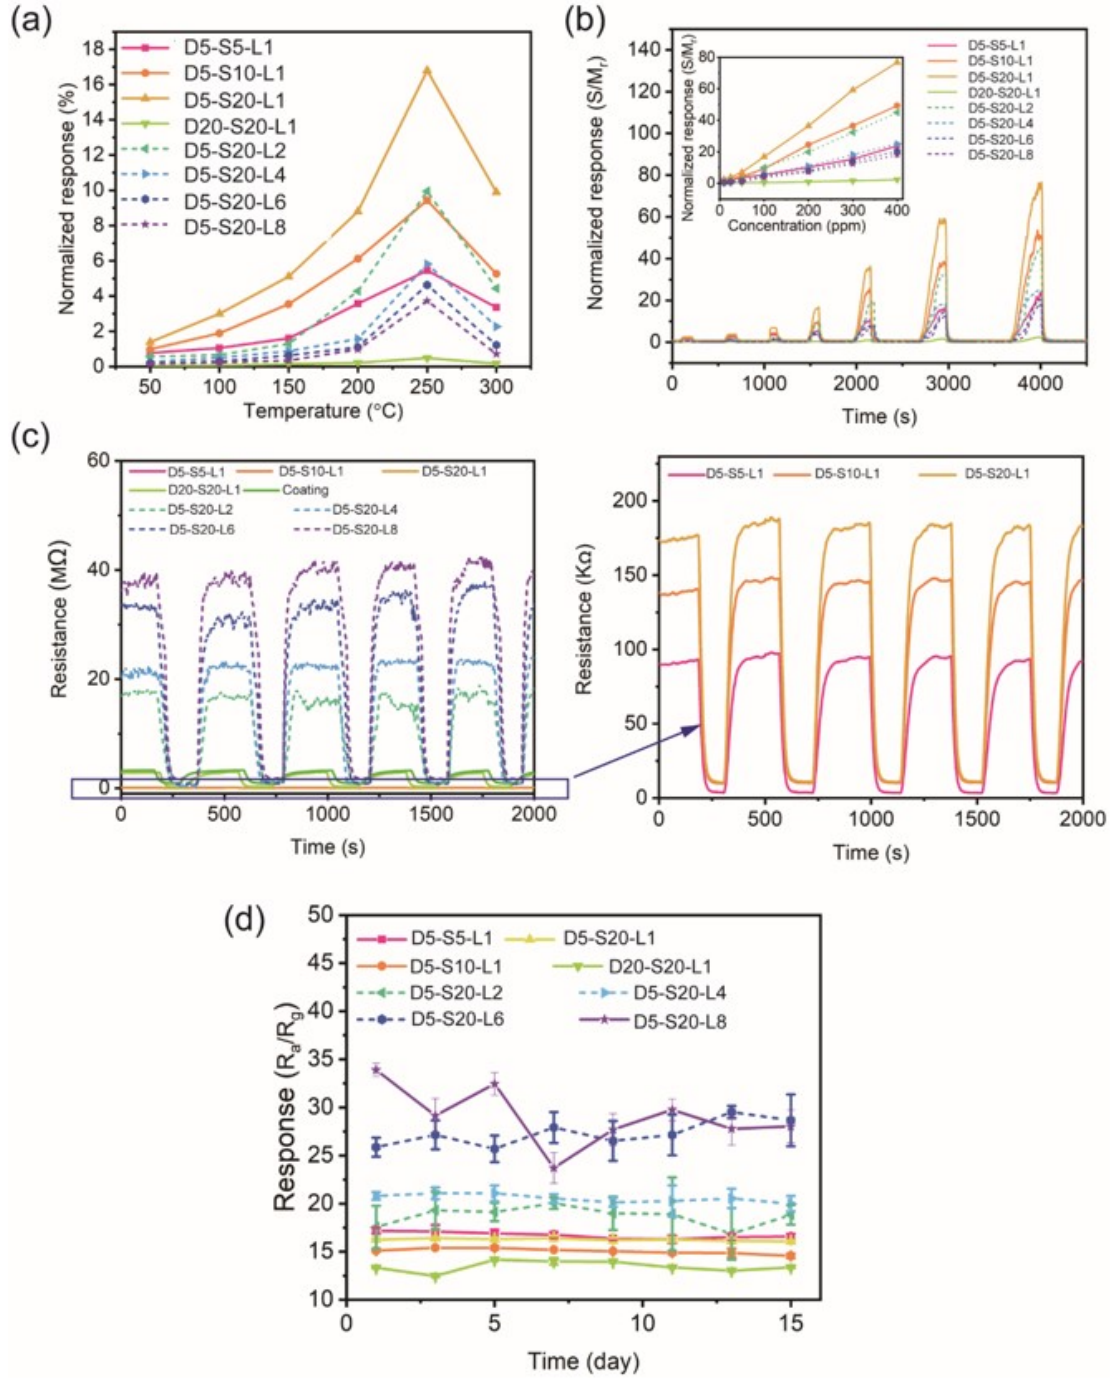 (a)
18
16
14
12
10
8
6
4
2
0
Normalized response (%)
D5-S5-L1
D5-S10-L1
D5-S20-L1
D20-S20-L1
D5-S20-L2
D5-S20-L4
D5-S20-L6
D5-S20-L8
50 100 150 200 250 300
Temperature (°C)
(b)
140
120
100
80
60
40
20
0
Normalized response (S/Mᵣ)
80
60
40
20
0
Normalized response (S/Mᵣ)
0 100 200 300 400
Concentration (ppm)
D5-S5-L1
D5-S10-L1
D5-S20-L1
D20-S20-L1
D5-S20-L2
D5-S20-L4
D5-S20-L6
D5-S20-L8
0 1000 2000 3000 4000
Time (s)
(c)
60
40
20
0
Resistance (MΩ)
D5-S5-L1 D5-S10-L1 D5-S20-L1
D20-S20-L1 Coating
D5-S20-L2 D5-S20-L4
D5-S20-L6 D5-S20-L8
0 500 1000 1500 2000
Time (s)
200
150
100
50
0
Resistance (KΩ)
D5-S5-L1 D5-S10-L1 D5-S20-L1
0 500 1000 1500 2000
Time (s)
(d)
50
45
40
35
30
25
20
15
10
Response (Rₐ/R_g)
D5-S5-L1 D5-S20-L1
D5-S10-L1 D20-S20-L1
D5-S20-L2 D5-S20-L4
D5-S20-L6 D5-S20-L8
0 5 10 15
Time (day)